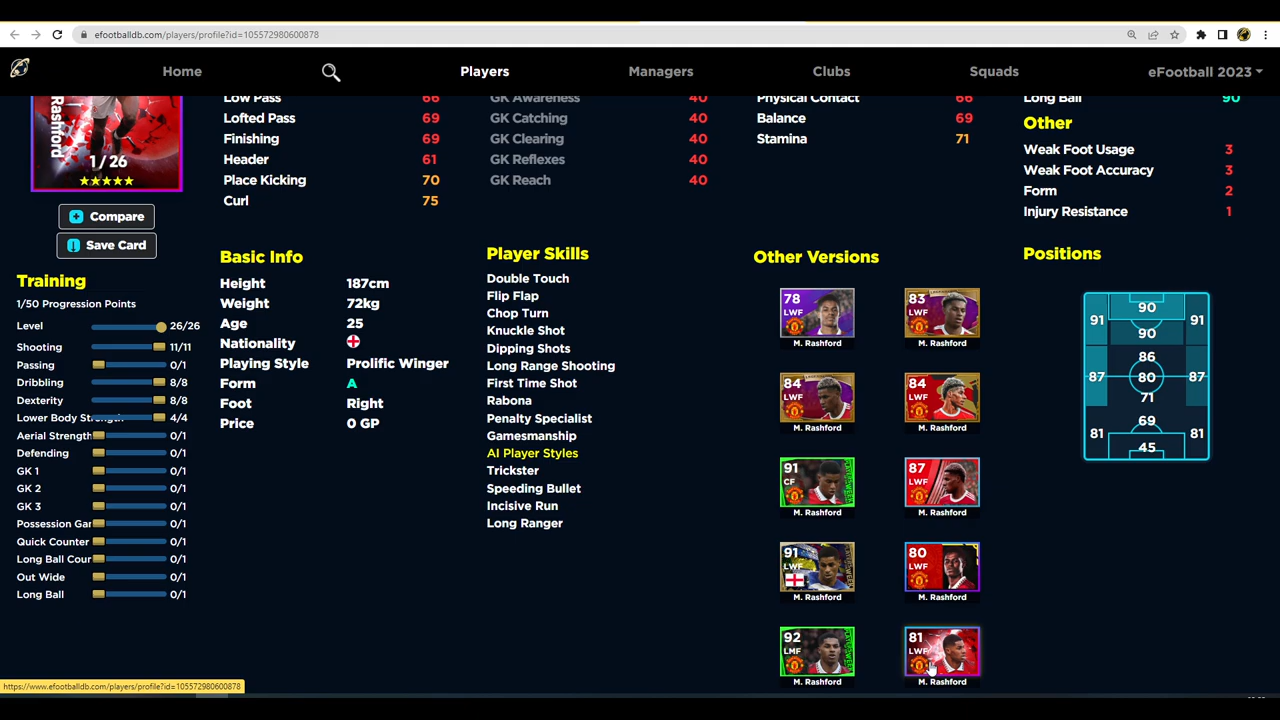 efootballdb.com/players/profile?id=105572980600878
Home
Players
Managers
Clubs
Squads
eFootball 2023
Rashford
1 / 26
Compare
Save Card
Training
1/50 Progression Points
Level 26/26
Shooting 11/11
Passing 0/1
Dribbling 8/8
Dexterity 8/8
Lower Body Strength 4/4
Aerial Strength 0/1
Defending 0/1
GK 1 0/1
GK 2 0/1
GK 3 0/1
Possession Gam 0/1
Quick Counter 0/1
Long Ball Coun 0/1
Out Wide 0/1
Long Ball 0/1
Low Pass 66
Lofted Pass 69
Finishing 69
Header 61
Place Kicking 70
Curl 75
GK Awareness 40
GK Catching 40
GK Clearing 40
GK Reflexes 40
GK Reach 40
Physical Contact 66
Balance 69
Stamina 71
Long Ball 90
Other
Weak Foot Usage 3
Weak Foot Accuracy 3
Form 2
Injury Resistance 1
Basic Info
Height 187cm
Weight 72kg
Age 25
Nationality
Playing Style Prolific Winger
Form A
Foot Right
Price 0 GP
Player Skills
Double Touch
Flip Flap
Chop Turn
Knuckle Shot
Dipping Shots
Long Range Shooting
First Time Shot
Rabona
Penalty Specialist
Gamesmanship
AI Player Styles
Trickster
Speeding Bullet
Incisive Run
Long Ranger
Other Versions
78 LWF
M. Rashford
83 LWF
M. Rashford
84 LWF
M. Rashford
84 LWF
M. Rashford
91 CF
M. Rashford
87 LWF
M. Rashford
91 LWF
M. Rashford
80 LWF
M. Rashford
92 LMF
M. Rashford
81 LWF
M. Rashford
Positions
90
91 91
90
86
87 80 87
71
69
81 81
45
https://www.efootballdb.com/players/profile?id=105572980600878